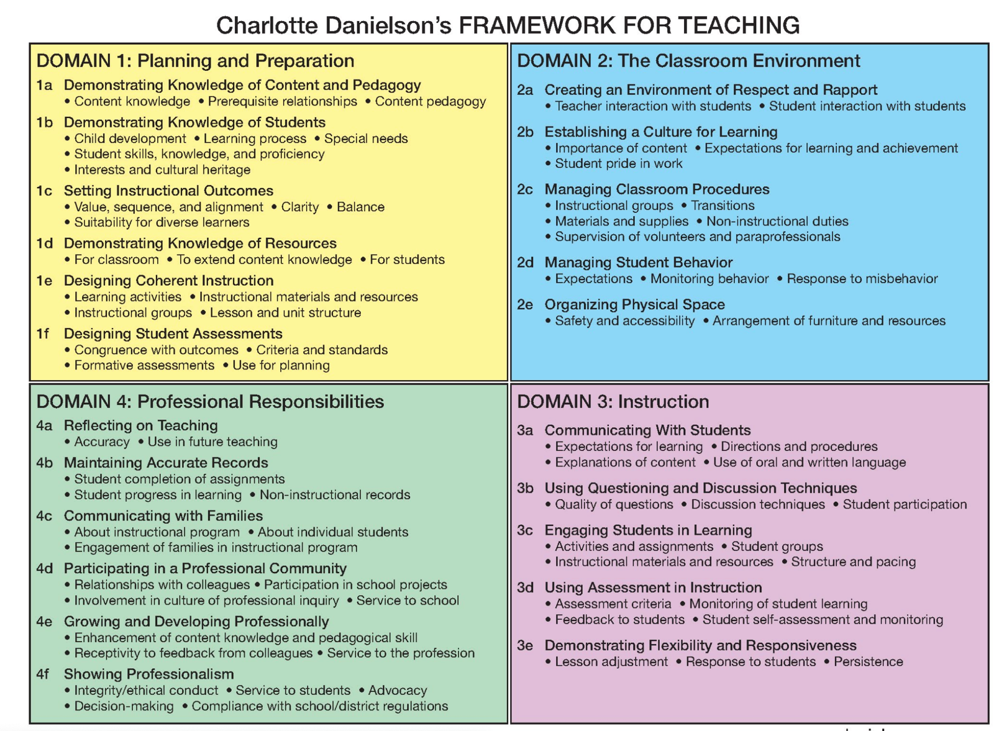 Charlotte Danielson's FRAMEWORK FOR TEACHING
DOMAIN 1: Planning and Preparation
1a Demonstrating Knowledge of Content and Pedagogy
• Content knowledge • Prerequisite relationships • Content pedagogy
1b Demonstrating Knowledge of Students
• Child development • Learning process • Special needs
• Student skills, knowledge, and proficiency
• Interests and cultural heritage
1c Setting Instructional Outcomes
• Value, sequence, and alignment • Clarity • Balance
• Suitability for diverse learners
1d Demonstrating Knowledge of Resources
• For classroom • To extend content knowledge • For students
1e Designing Coherent Instruction
• Learning activities • Instructional materials and resources
• Instructional groups • Lesson and unit structure
1f Designing Student Assessments
• Congruence with outcomes • Criteria and standards
• Formative assessments • Use for planning
DOMAIN 2: The Classroom Environment
2a Creating an Environment of Respect and Rapport
• Teacher interaction with students • Student interaction with students
2b Establishing a Culture for Learning
• Importance of content • Expectations for learning and achievement
• Student pride in work
2c Managing Classroom Procedures
• Instructional groups • Transitions
• Materials and supplies • Non-instructional duties
• Supervision of volunteers and paraprofessionals
2d Managing Student Behavior
• Expectations • Monitoring behavior • Response to misbehavior
2e Organizing Physical Space
• Safety and accessibility • Arrangement of furniture and resources
DOMAIN 4: Professional Responsibilities
4a Reflecting on Teaching
• Accuracy • Use in future teaching
4b Maintaining Accurate Records
• Student completion of assignments
• Student progress in learning • Non-instructional records
4c Communicating with Families
• About instructional program • About individual students
• Engagement of families in instructional program
4d Participating in a Professional Community
• Relationships with colleagues • Participation in school projects
• Involvement in culture of professional inquiry • Service to school
4e Growing and Developing Professionally
• Enhancement of content knowledge and pedagogical skill
• Receptivity to feedback from colleagues • Service to the profession
4f Showing Professionalism
• Integrity/ethical conduct • Service to students • Advocacy
• Decision-making • Compliance with school/district regulations
DOMAIN 3: Instruction
3a Communicating With Students
• Expectations for learning • Directions and procedures
• Explanations of content • Use of oral and written language
3b Using Questioning and Discussion Techniques
• Quality of questions • Discussion techniques • Student participation
3c Engaging Students in Learning
• Activities and assignments • Student groups
• Instructional materials and resources • Structure and pacing
3d Using Assessment in Instruction
• Assessment criteria • Monitoring of student learning
• Feedback to students • Student self-assessment and monitoring
3e Demonstrating Flexibility and Responsiveness
• Lesson adjustment • Response to students • Persistence